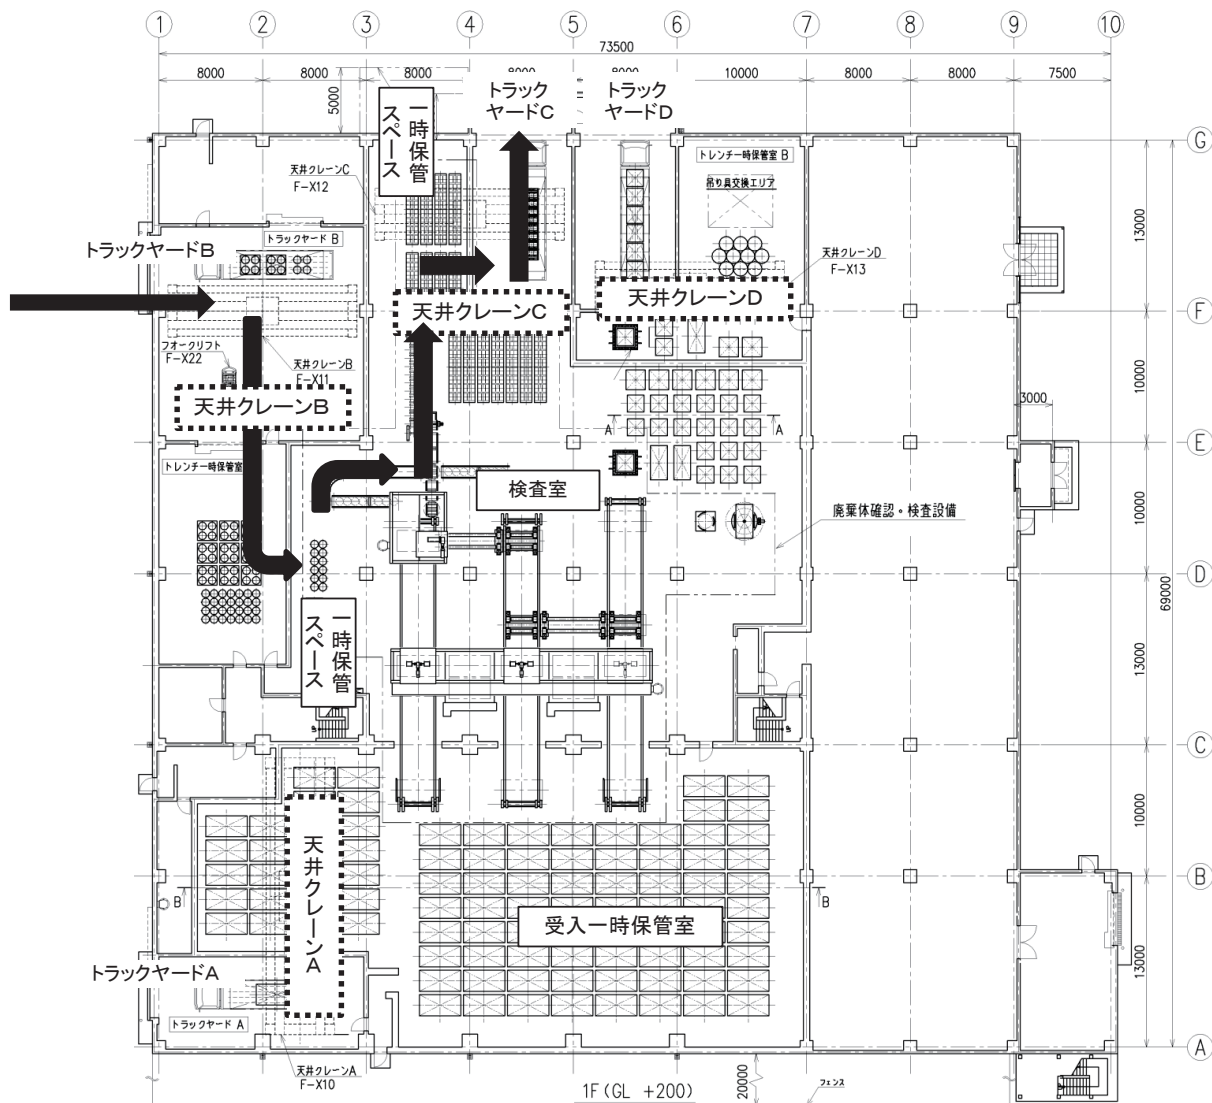 1 2 3 4 5 6 7 8 9 10
73500
8000 8000 8000 8000 8000 10000 8000 8000 7500
5000
トラック
ヤードC
トラック
ヤードD
一時保管
スペース
天井クレーンC
F-X12
トレンチ一時保管室 B
吊り具交換エリア
G
13000
トラックヤードB
トラックヤード B
天井クレーンD
F-X13
天井クレーンC
天井クレーンD
F
フオークリフト
F-X22
天井クレーンB
F-X11
天井クレーンB
10000
3000
A A
E
トレンチ一時保管室
検査室
廃棄体確認・検査設備
10000
D
69000
一時保管
スペース
13000
C
10000
天井クレーンA
B B
B
受入一時保管室
トラックヤードA
トラックヤード A
13000
天井クレーンA
F-X10
A
1F(GL +200)
20000
フェンス